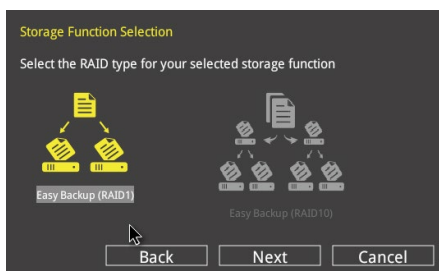 Storage Function Selection
Select the RAID type for your selected storage function
Easy Backup (RAID1)
Easy Backup (RAID10)
Back
Next
Cancel